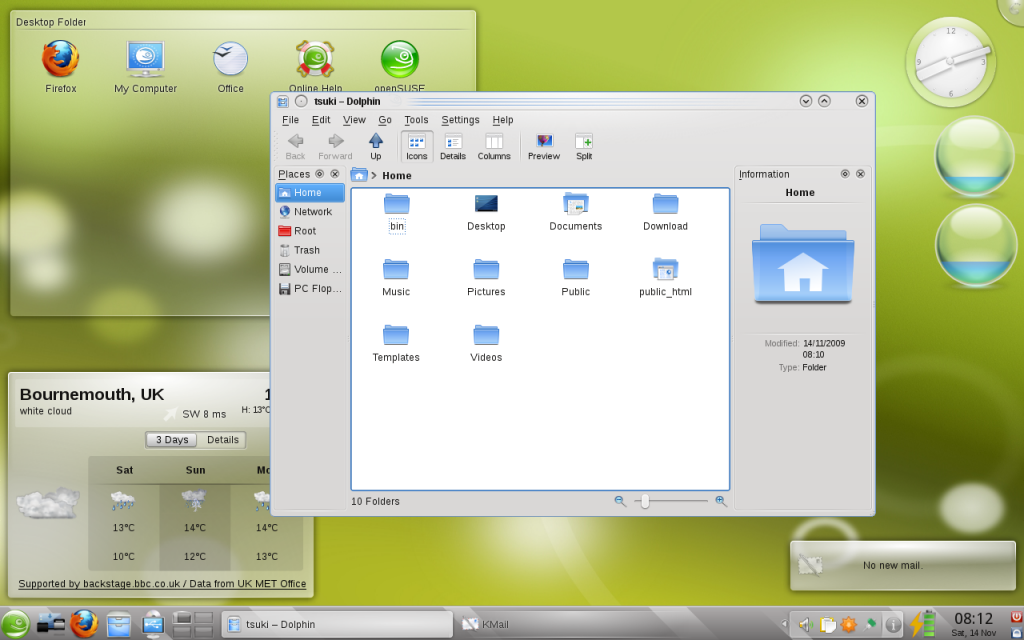 Desktop Folder
Firefox
My Computer
Office
Online Help
openSUSE
12
3
6
9
tsuki – Dolphin
File Edit View Go Tools Settings Help
Back Forward Up Icons Details Columns Preview Split
Places
Home
Network
Root
Trash
Volume ...
PC Flop...
Home
bin Desktop Documents Download
Music Pictures Public public_html
Templates Videos
10 Folders
Information
Home
Modified: 14/11/2009
08:10
Type: Folder
Bournemouth, UK
white cloud
SW 8 ms
H: 13°C
3 Days Details
Sat Sun
13°C 14°C 14°C
10°C 12°C 13°C
Supported by backstage.bbc.co.uk / Data from UK MET Office
No new mail.
tsuki – Dolphin
KMail
08:12
Sat, 14 Nov